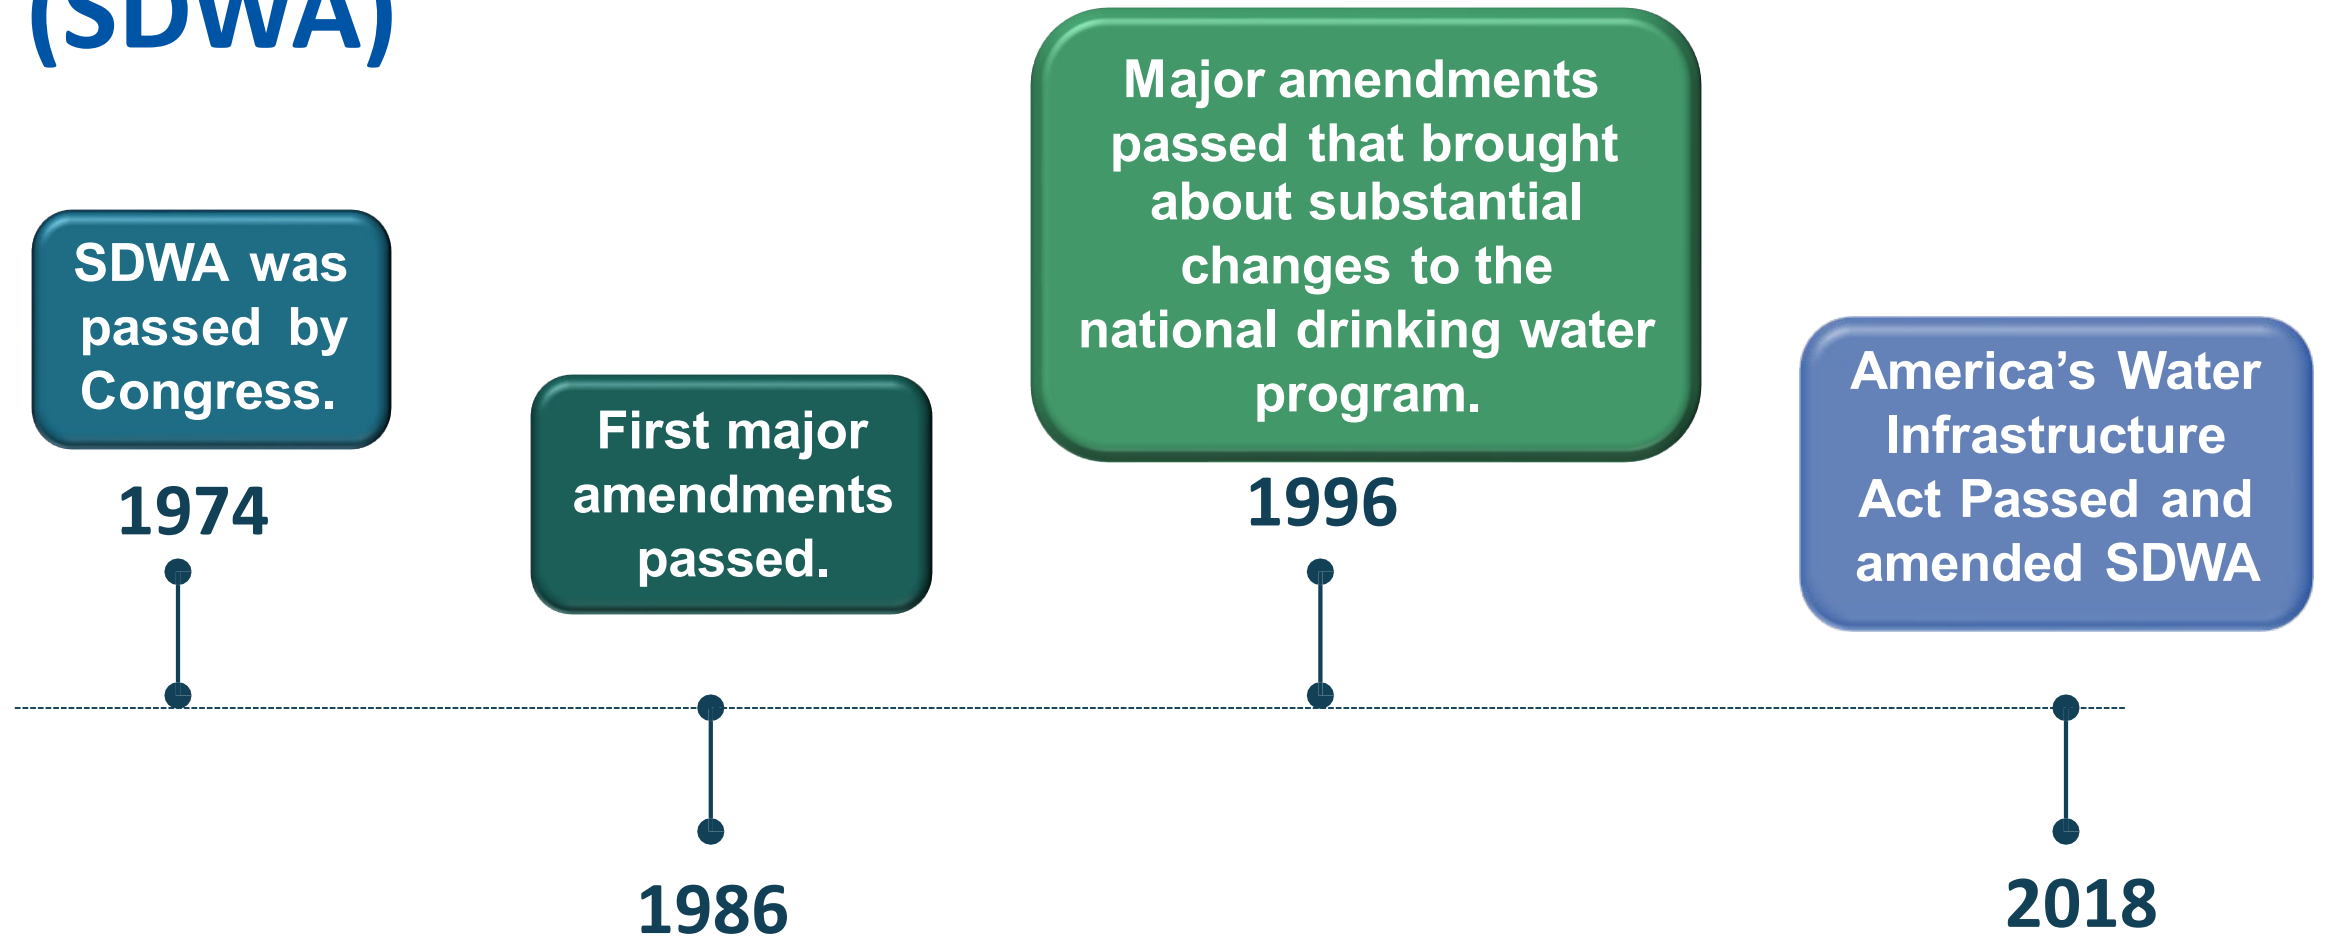 (SDWA)
SDWA was
passed by
Congress.
1974
First major
amendments
passed.
1986
Major amendments
passed that brought
about substantial
changes to the
national drinking water
program.
1996
America’s Water
Infrastructure
Act Passed and
amended SDWA
2018